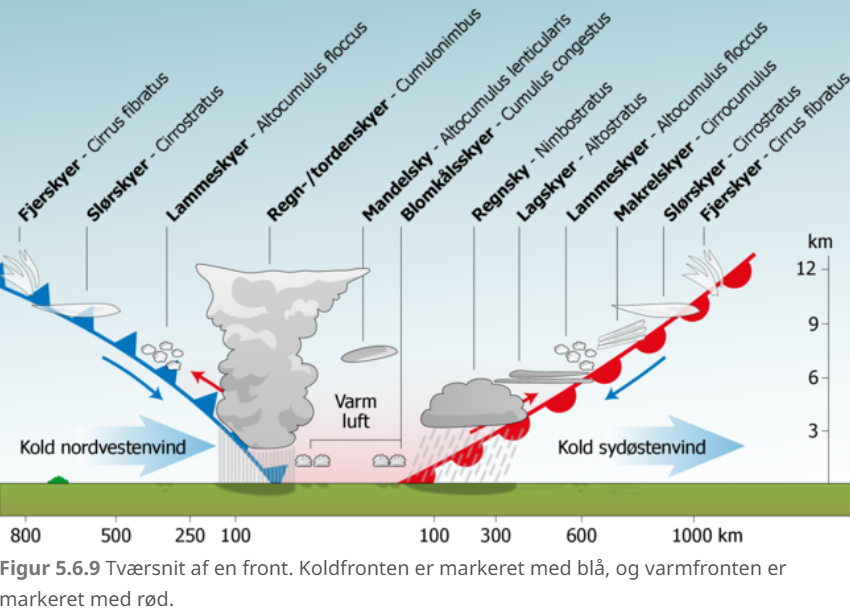 Fjerskyer - Cirrus fibratus
Slørskyer - Cirrostratus
Lammeskyer - Altocumulus floccus
Regn-/tordenskyer - Cumulonimbus
Mandelsky - Altocumulus lenticularis
Blomkålsskyer - Cumulus congestus
Regnsky - Nimbostratus
Lagskyer - Altostratus
Lammeskyer - Altocumulus floccus
Makrelskyer - Cirrocumulus
Slørskyer - Cirrostratus
Fjerskyer - Cirrus fibratus
km
12
9
6
3
Varm
luft
Kold nordvestenvind
Kold sydøstenvind
800 500 250 100 100 300 600 1000 km
Figur 5.6.9 Tværsnit af en front. Koldfronten er markeret med blå, og varmfronten er
markeret med rød.